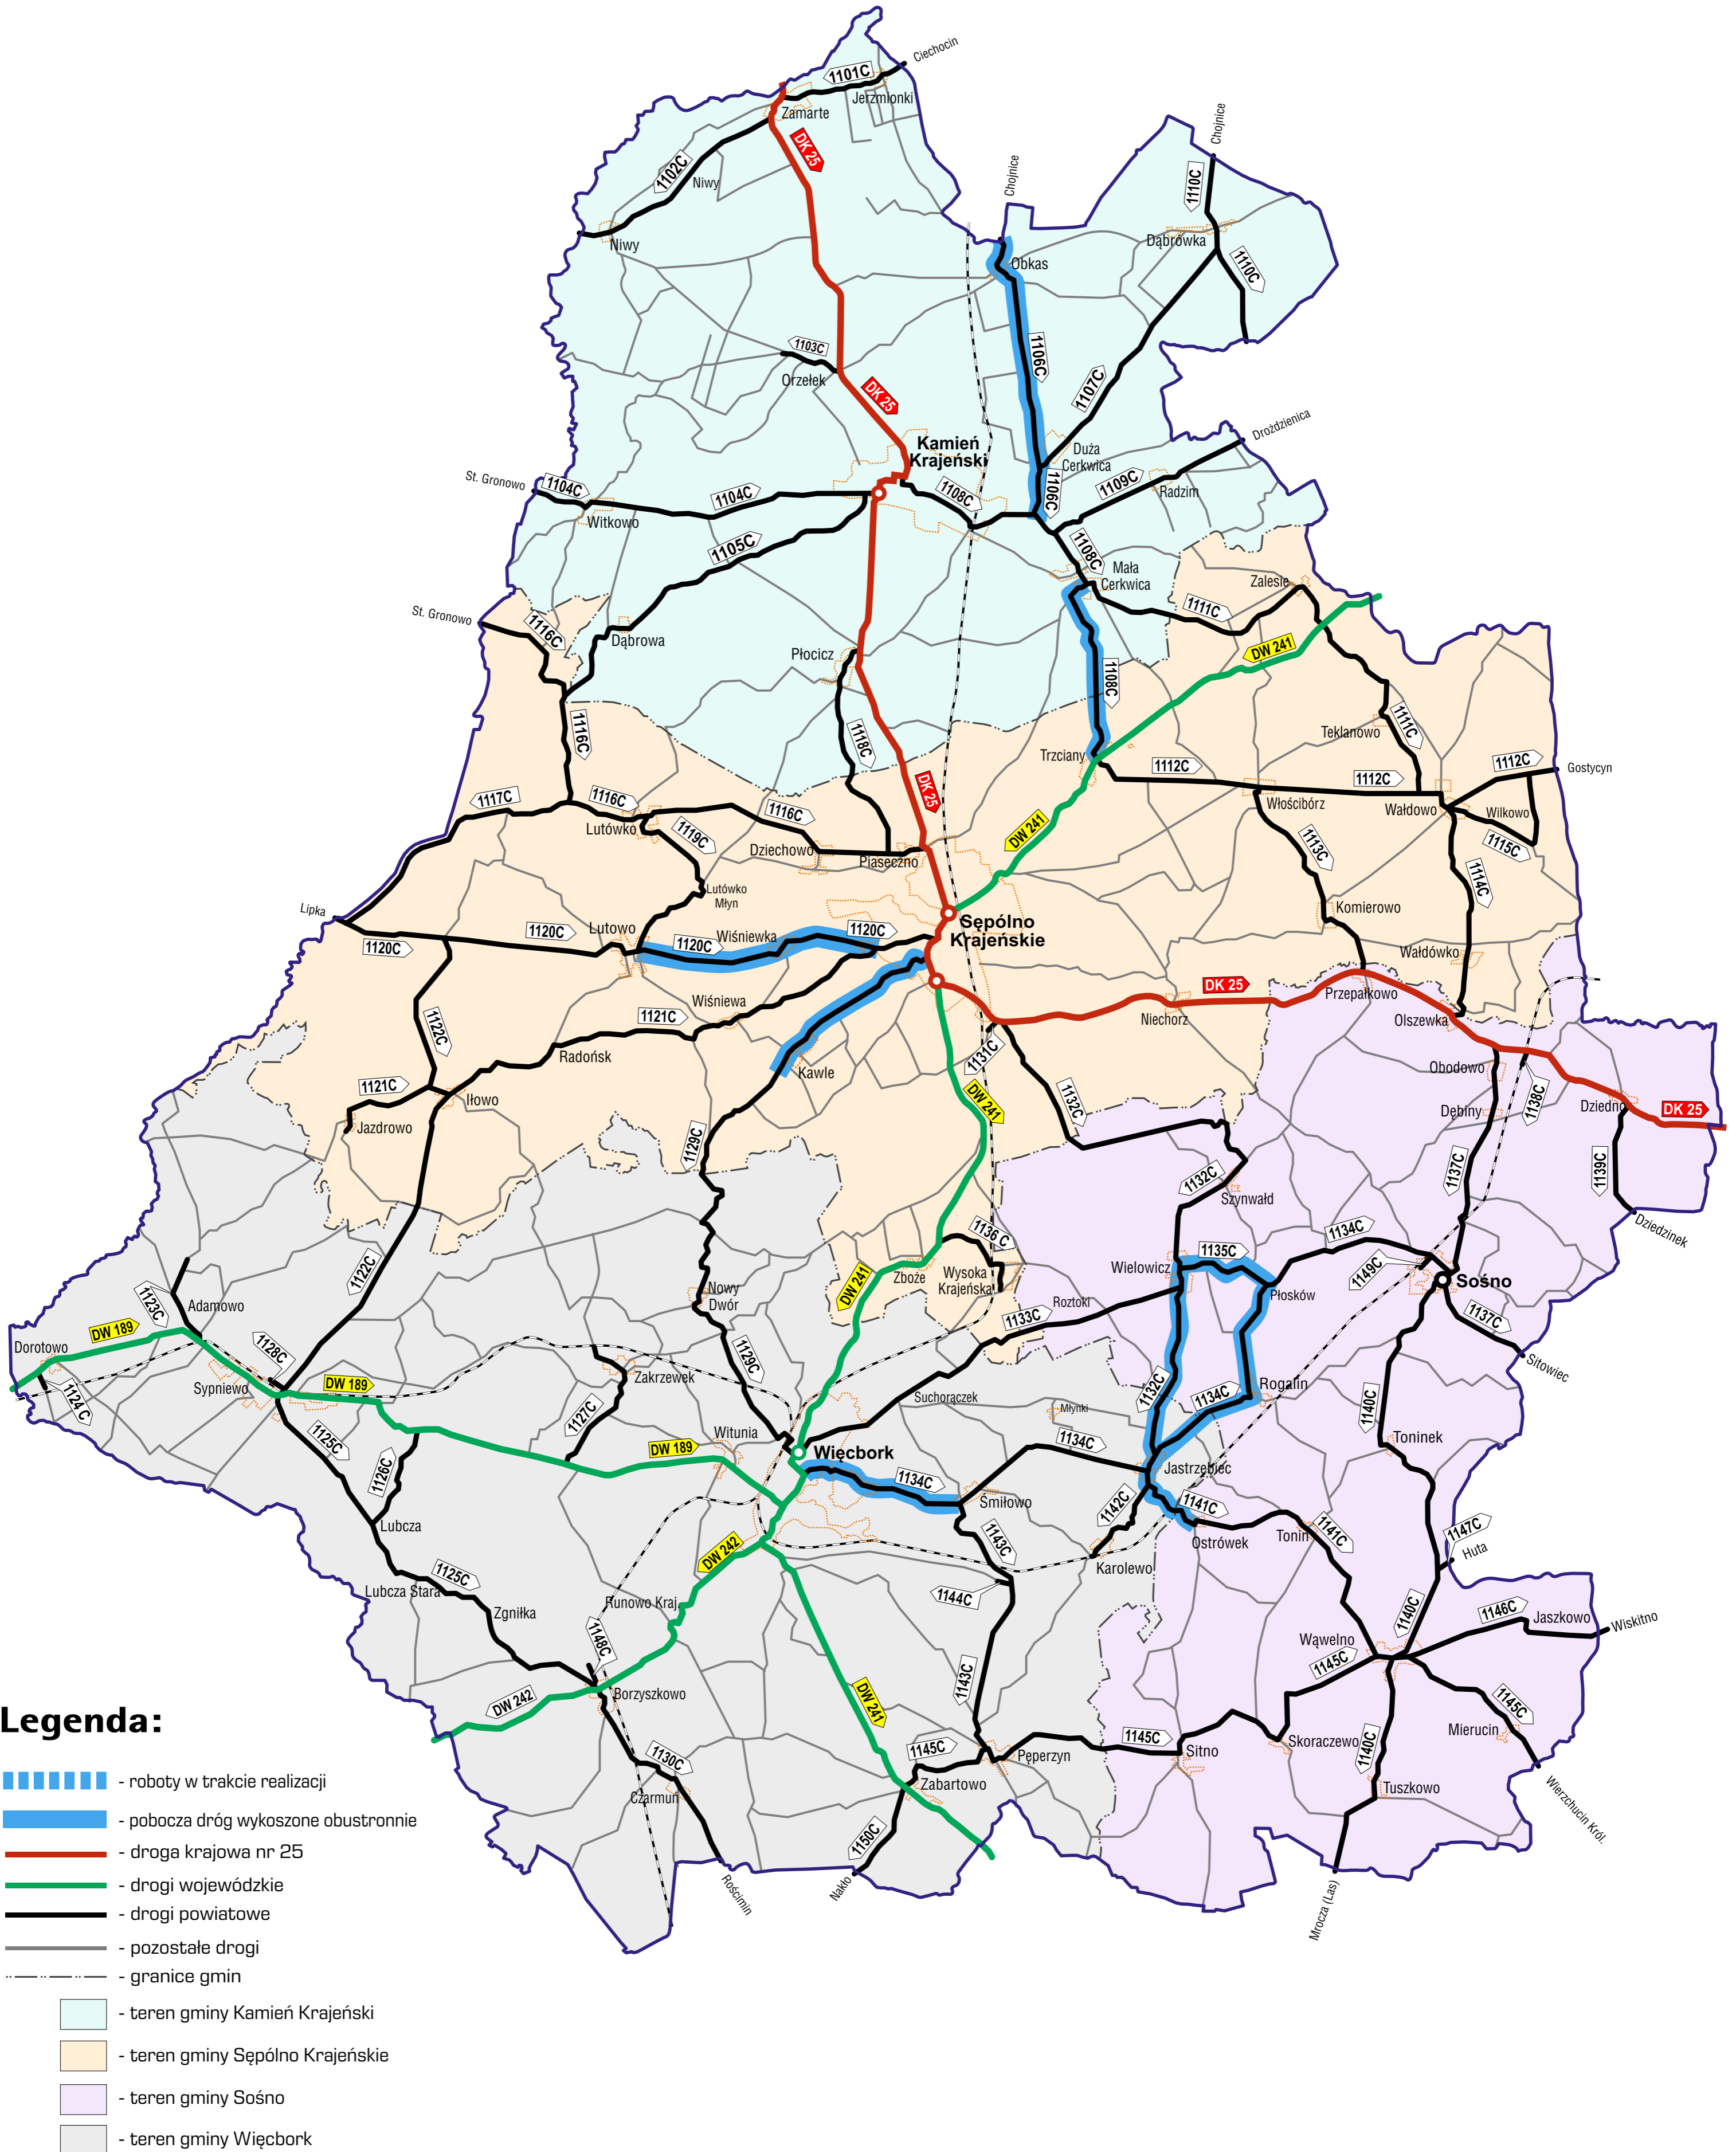 Ciechocin
1101C
Jerzmionki
Zamarte
DK 25
1102C
Niwy
Niwy
Chojnice
Chojnice
1110C
Dąbrówka
1110C
Obkas
1106C
1103C
Orzełek
DK 25
1107C
Kamień
Krajeński
Duża
Cerkwica
Drożdzienica
St. Gronowo
1104C
1104C
Witkowo
1108C
1106C
1109C
Radzim
1105C
1108C
Mała
Cerkwica
Zalesie
1111C
St. Gronowo
1116C
Dąbrowa
Płocicz
DW 241
1108C
1116C
1118C
Teklanowo
1111C
Trzciany
1112C
1112C
1112C
Gostycyn
DK 25
1117C
1116C
1116C
Lutówko
1119C
Dziechowo
Piaseczno
DW 241
Włościbórz
Wałdowo
Wilkowo
1115C
1113C
1114C
Lutówko
Młyn
Lipka
Komierowo
Sępólno
Krajeńskie
1120C
1120C
Lutowo
1120C
Wiśniewka
1120C
Wałdówko
DK 25
Przepałkowo
Niechorz
Olszewka
Wiśniewa
1121C
1122C
Radońsk
Kawle
1131C
Obodowo
1138C
1121C
Iłowo
Jazdrowo
DW 241
1132C
Dębiny
Dziedno
DK 25
1129C
1137C
1139C
1132C
Szynwałd
Dziedzinek
1136 C
1134C
1135C
Wielowicz
1149C
Sośno
1122C
Zboże
Wysoka
Krajeńska
Płosków
DW 241
Nowy
Dwór
Roztoki
1133C
1137C
Sitowiec
1123C
Adamowo
DW 189
Dorotowo
1128C
1129C
1124 C
Sypniewo
DW 189
Zakrzewek
1132C
1134C
Rogalin
1140C
Suchorączek
Młynki
1127C
1125C
Witunia
DW 189
Więcbork
1134C
Toninek
1126C
1134C
Jastrzębiec
Śmiłowo
1142C
1141C
Lubcza
1143C
Ostrówek
Tonin
1141C
1147C
Huta
DW 242
Karolewo
Lubcza Stara
1125C
1144C
Runowo Kraj.
Zgniłka
1140C
1146C
Jaszkowo
Wiskitno
1148C
Wąwelno
1145C
1143C
Borzyszkowo
DW 242
DW 241
1145C
Mierucin
1145C
1145C
Pęperzyn
Sitno
Skoraczewo
1140C
1130C
Zabartowo
Tuszkowo
Czarmuń
Wierzchucin Król.
1150C
Nakło
Rościmin
Mrocza (Las)
Legenda:
- roboty w trakcie realizacji
- pobocza dróg wykoszone obustronnie
- droga krajowa nr 25
- drogi wojewódzkie
- drogi powiatowe
- pozostałe drogi
- granice gmin
- teren gminy Kamień Krajeński
- teren gminy Sępólno Krajeńskie
- teren gminy Sośno
- teren gminy Więcbork